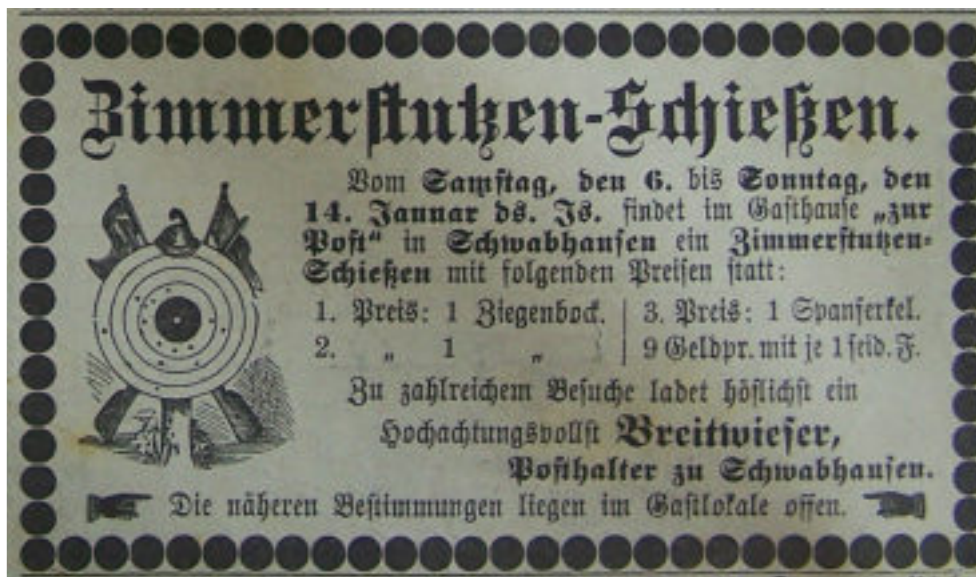 Zimmerstutzen-Schießen.
Vom Samstag, den 6. bis Sonntag, den
14. Januar ds. Js. findet im Gasthause „zur
Post“ in Schwabhausen ein Zimmerstutzen-
Schießen mit folgenden Preisen statt:
1. Preis: 1 Ziegenbock. 3. Preis: 1 Spanferkel.
2. „ 1 „ 9 Geldpr. mit je 1 seid. F.
Zu zahlreichem Besuche ladet höflichst ein
Hochachtungsvollst Breitwieser,
Posthalter zu Schwabhausen.
Die näheren Bestimmungen liegen im Gastlokale offen.